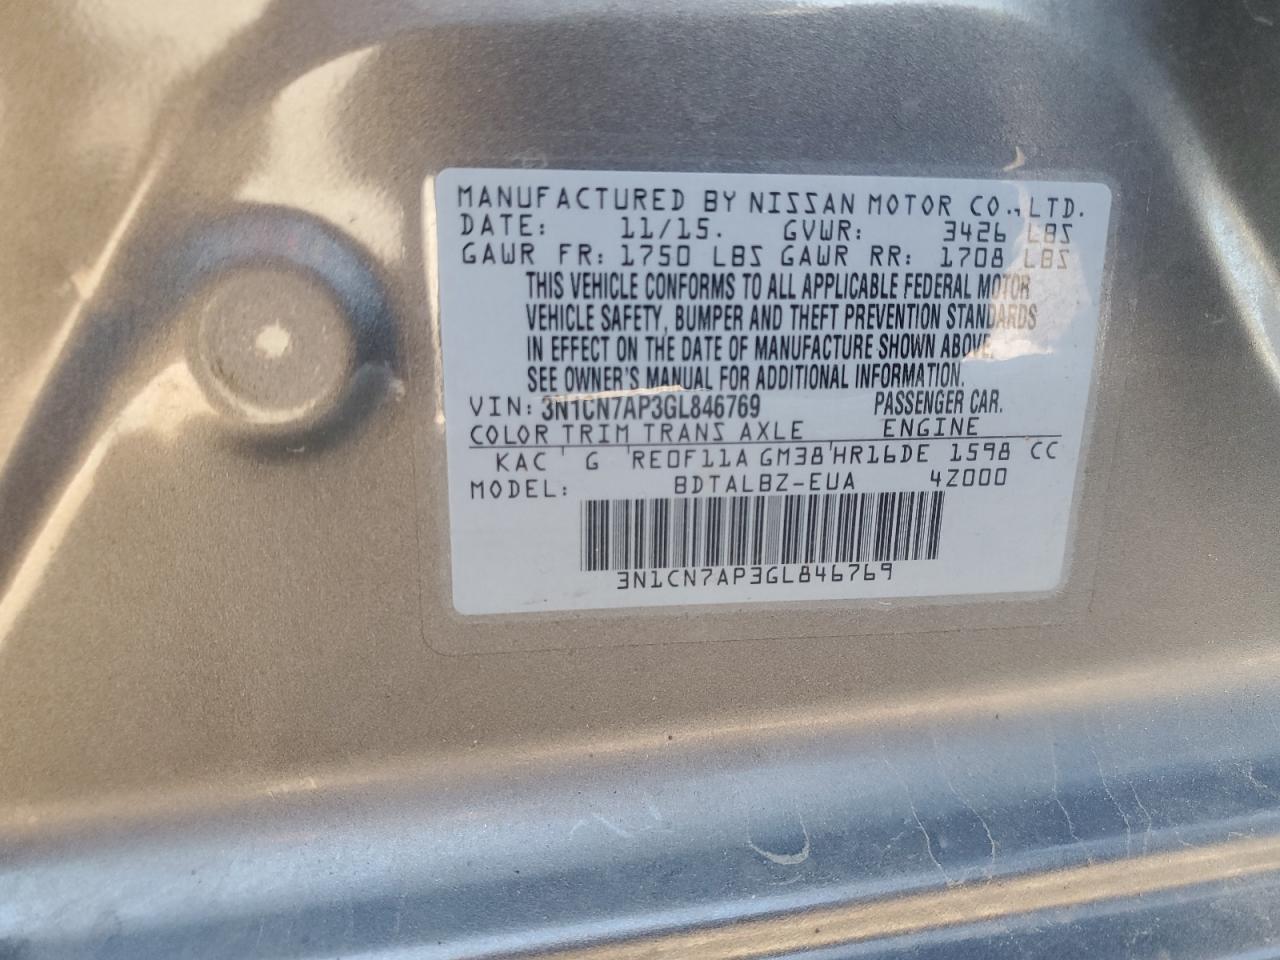 MANUFACTURED BY NISSAN MOTOR CO.,LTD.
DATE: 11/15. GVWR: 3426 LBS
GAWR FR: 1750 LBS GAWR RR: 1708 LBS
THIS VEHICLE CONFORMS TO ALL APPLICABLE FEDERAL MOTOR
VEHICLE SAFETY, BUMPER AND THEFT PREVENTION STANDARDS
IN EFFECT ON THE DATE OF MANUFACTURE SHOWN ABOVE.
SEE OWNER'S MANUAL FOR ADDITIONAL INFORMATION.
VIN: 3N1CN7AP3GL846769 PASSENGER CAR.
COLOR TRIM TRANS AXLE ENGINE
KAC G RE0F11A GM38 HR16DE 1598 CC
MODEL: BDTALBZ-EUA 4Z000
3N1CN7AP3GL846769